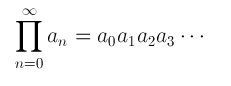 ∏_{n=0}^{∞} a_n = a_0 a_1 a_2 a_3 ⋯